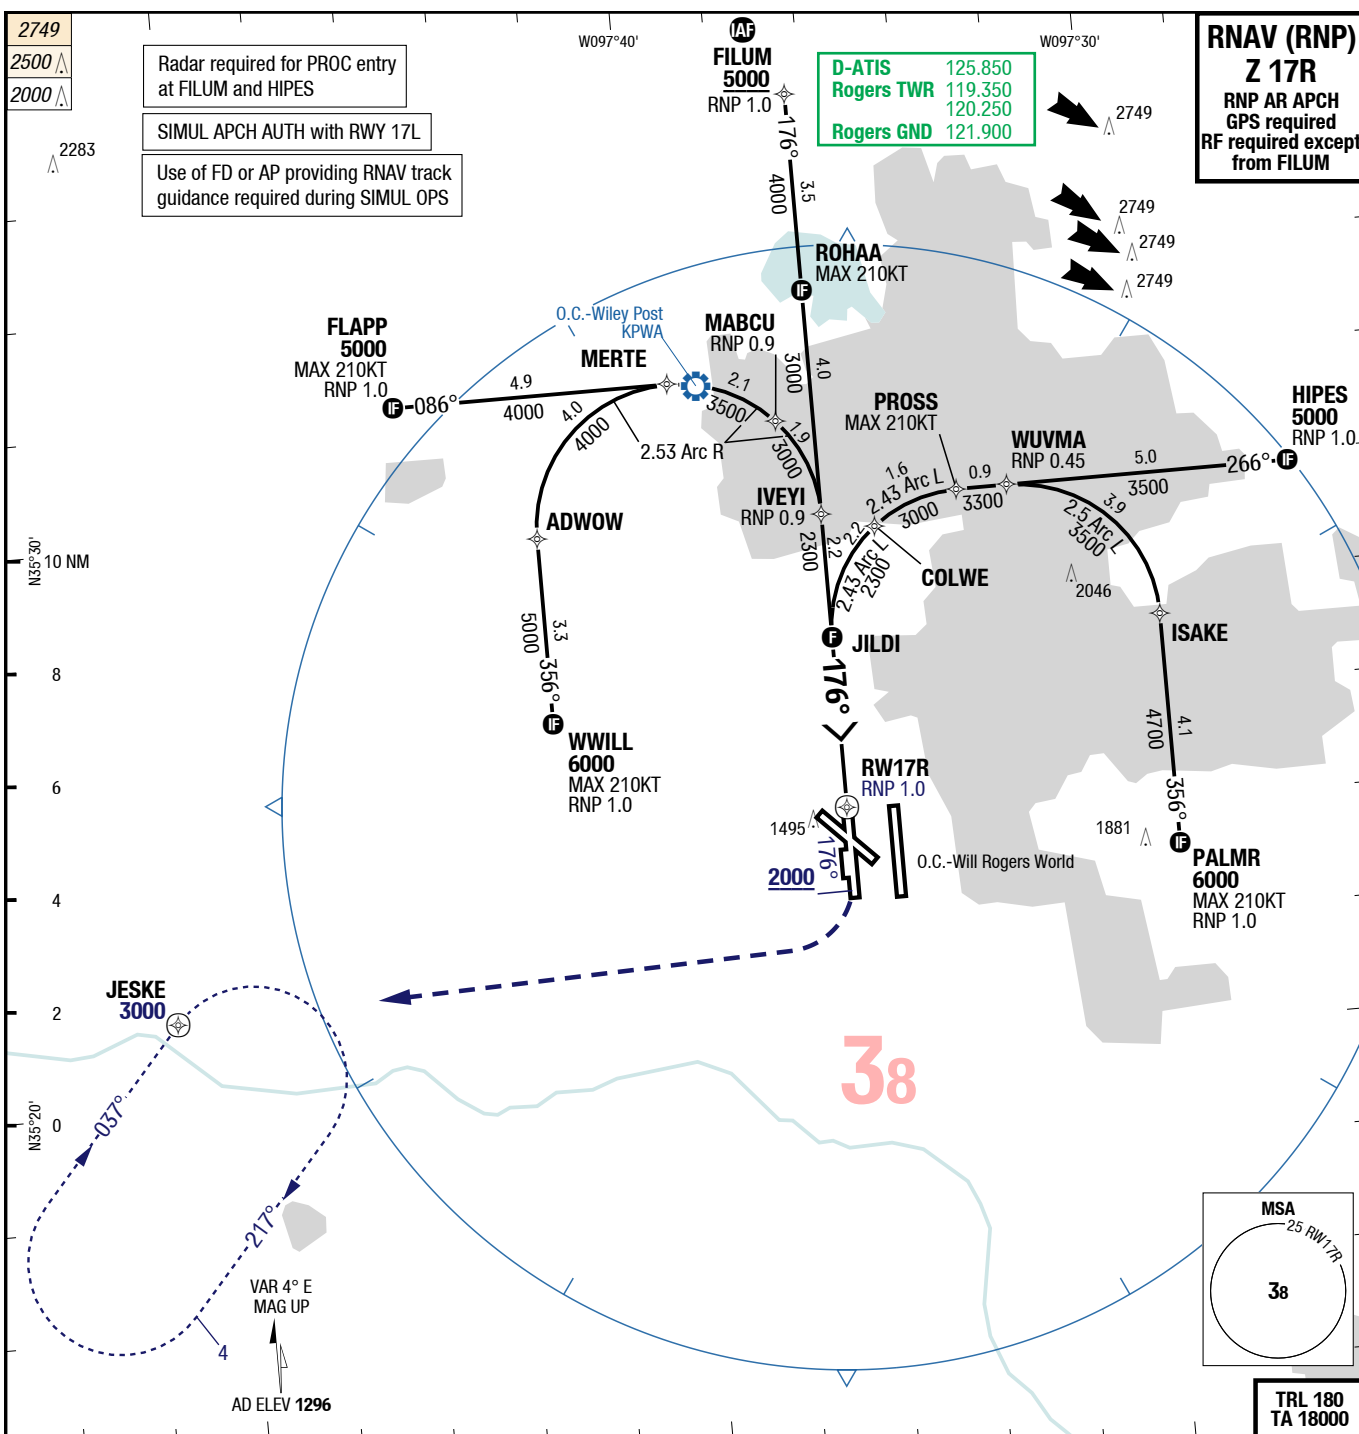 2749
2500
2000
Radar required for PROC entry
at FILUM and HIPES
SIMUL APCH AUTH with RWY 17L
Use of FD or AP providing RNAV track
guidance required during SIMUL OPS
2283
W097°40'
IAF
FILUM
5000
RNP 1.0
D-ATIS 125.850
Rogers TWR 119.350
120.250
Rogers GND 121.900
W097°30'
RNAV (RNP)
Z 17R
RNP AR APCH
GPS required
RF required except
from FILUM
2749
2749
2749
2749
176°
3.5
4000
ROHAA
MAX 210KT
IF
O.C.-Wiley Post
KPWA
MABCU
RNP 0.9
FLAPP
5000
MAX 210KT
RNP 1.0
IF
086°
4.9
4000
MERTE
4.0
4000
2.1
3500
2.53 Arc R
1.9
3000
4.0
3000
PROSS
MAX 210KT
WUVMA
RNP 0.45
HIPES
5000
RNP 1.0
IF
266°
5.0
3500
0.9
3300
1.6
2.43 Arc L
3000
3.9
2.5 Arc L
3500
IVEYI
RNP 0.9
2.2
2300
2.2
2.43 Arc L
2300
COLWE
ADWOW
2046
N35°30'
10 NM
ISAKE
F
JILDI
3.3
5000
356°
IF
WWILL
6000
MAX 210KT
RNP 1.0
8
176°
4.1
4700
356°
IF
PALMR
6000
MAX 210KT
RNP 1.0
6
RW17R
RNP 1.0
1495
1881
O.C.-Will Rogers World
176°
2000
4
JESKE
3000
2
38
037°
N35°20'
0
217°
4
VAR 4° E
MAG UP
AD ELEV 1296
MSA
25 RW17R
38
TRL 180
TA 18000